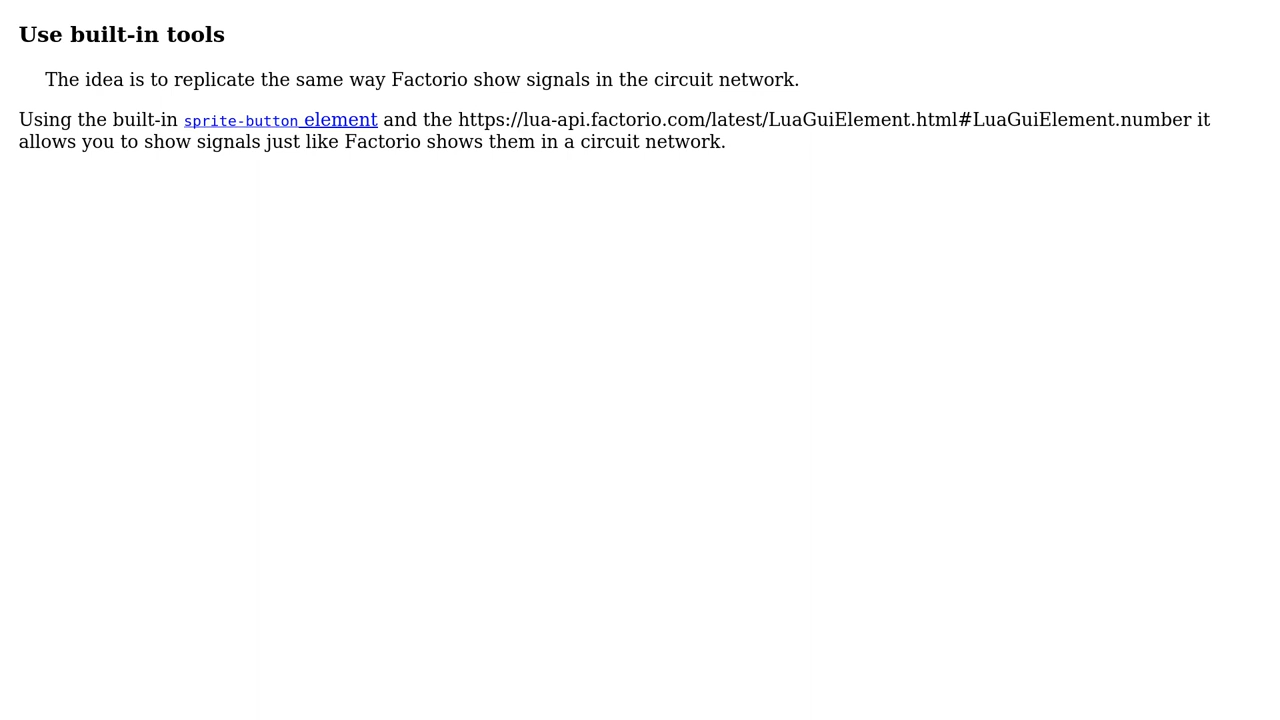 Use built-in tools
The idea is to replicate the same way Factorio show signals in the circuit network.
Using the built-in sprite-button element and the https://lua-api.factorio.com/latest/LuaGuiElement.html#LuaGuiElement.number it
allows you to show signals just like Factorio shows them in a circuit network.